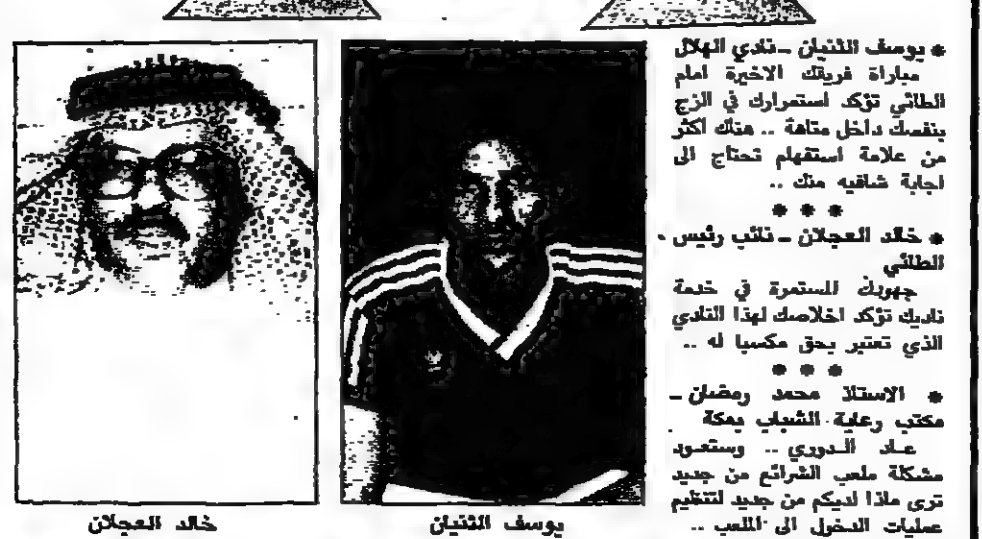 * يوسف الثنيان ـ نادي الهلال
مباراة فريقك الاخيرة امام
الطائي تؤكد استمرارك في الزج
بنفسك داخل متاهة .. هناك اكثر
من علامة استفهام تحتاج الى
اجابة شافيه منك ..
* * *
* خالد العجلان ـ نائب رئيس
الطائي
جهودك المستمرة في خدمة
ناديك تؤكد اخلاصك لهذا النادي
الذي تعتبر بحق مكسبا له ..
* * *
* الاستاذ محمد رمضان ـ
مكتب رعاية الشباب بمكة
عاد الدوري .. وستعود
مشكلة ملعب الشرائع من جديد
ترى ماذا لديكم من جديد لتنظيم
عمليات الدخول الى الملعب ..
يوسف الثنيان
خالد العجلان